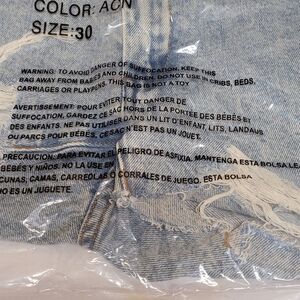 COLOR: ACN
SIZE:30
WARNING: TO AVOID DANGER OF SUFFOCATION, KEEP THIS
BAG AWAY FROM BABIES AND CHILDREN. DO NOT USE IN CRIBS, BEDS,
CARRIAGES OR PLAYPENS. THIS BAG IS NOT A TOY
AVERTISSEMENT: POUR EVITER TOUT DANGER DE
SUFFOCATION, GARDEZ CE SAC HORS DE LA PORTEE DES BÉBÉS ET
DES ENFANTS. NE PAS UTILISER DANS UN LIT D'ENFANT, LITS, LANDAUS
OU PARCS POUR BÉBÉS. CE SAC N'EST PAS UN JOUET.
PRECAUCION: PARA EVITAR EL PELIGRO DE ASFIXIA. MANTENGA ESTA BOLSA LE
BEBÉS Y NIÑOS. NO LA USE EN
CUNAS, CAMAS, CARREOLAS O CORRALES DE JUEGO. ESTA BOLSA
NO ES UN JUGUETE.